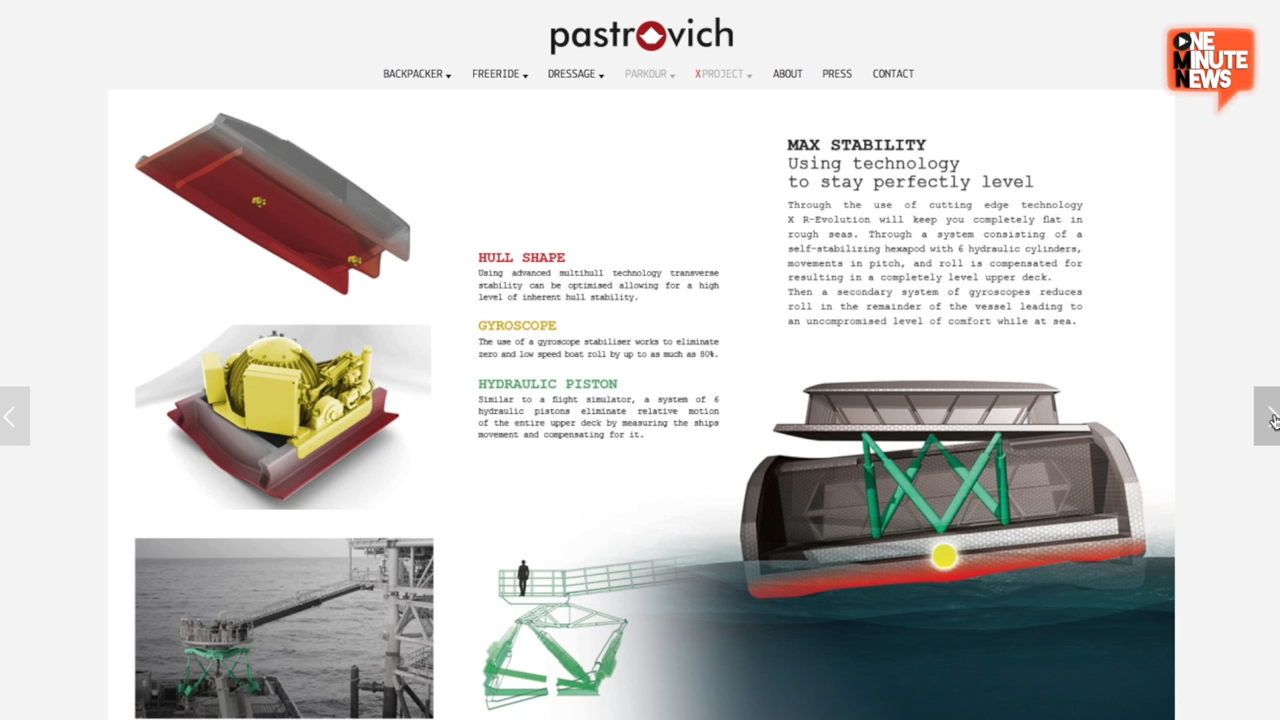 pastrovich
ONE
MINUTE
NEWS
BACKPACKER FREERIDE DRESSAGE PARKOUR XPROJECT ABOUT PRESS CONTACT
MAX STABILITY
Using technology
to stay perfectly level
Through the use of cutting edge technology
X R-Evolution will keep you completely flat in
rough seas. Through a system consisting of a
self-stabilizing hexapod with 6 hydraulic cylinders,
movements in pitch, and roll is compensated for
resulting in a completely level upper deck.
Then a secondary system of gyroscopes reduces
roll in the remainder of the vessel leading to
an uncompromised level of comfort while at sea.
HULL SHAPE
Using advanced multihull technology transverse
stability can be optimised allowing for a high
level of inherent hull stability.
GYROSCOPE
The use of a gyroscope stabiliser works to eliminate
zero and low speed boat roll by up to as much as 80%.
HYDRAULIC PISTON
Similar to a flight simulator, a system of 6
hydraulic pistons eliminate relative motion
of the entire upper deck by measuring the ships
movement and compensating for it.